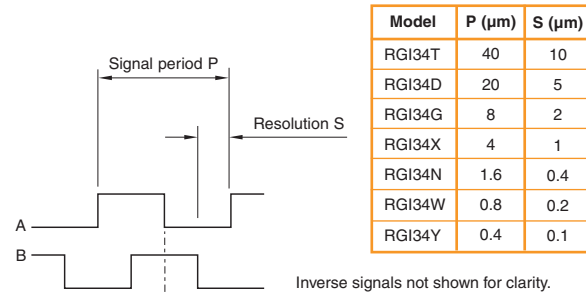 Signal period P
Resolution S
A
B
Model P (µm) S (µm)
RGI34T 40 10
RGI34D 20 5
RGI34G 8 2
RGI34X 4 1
RGI34N 1.6 0.4
RGI34W 0.8 0.2
RGI34Y 0.4 0.1
Inverse signals not shown for clarity.